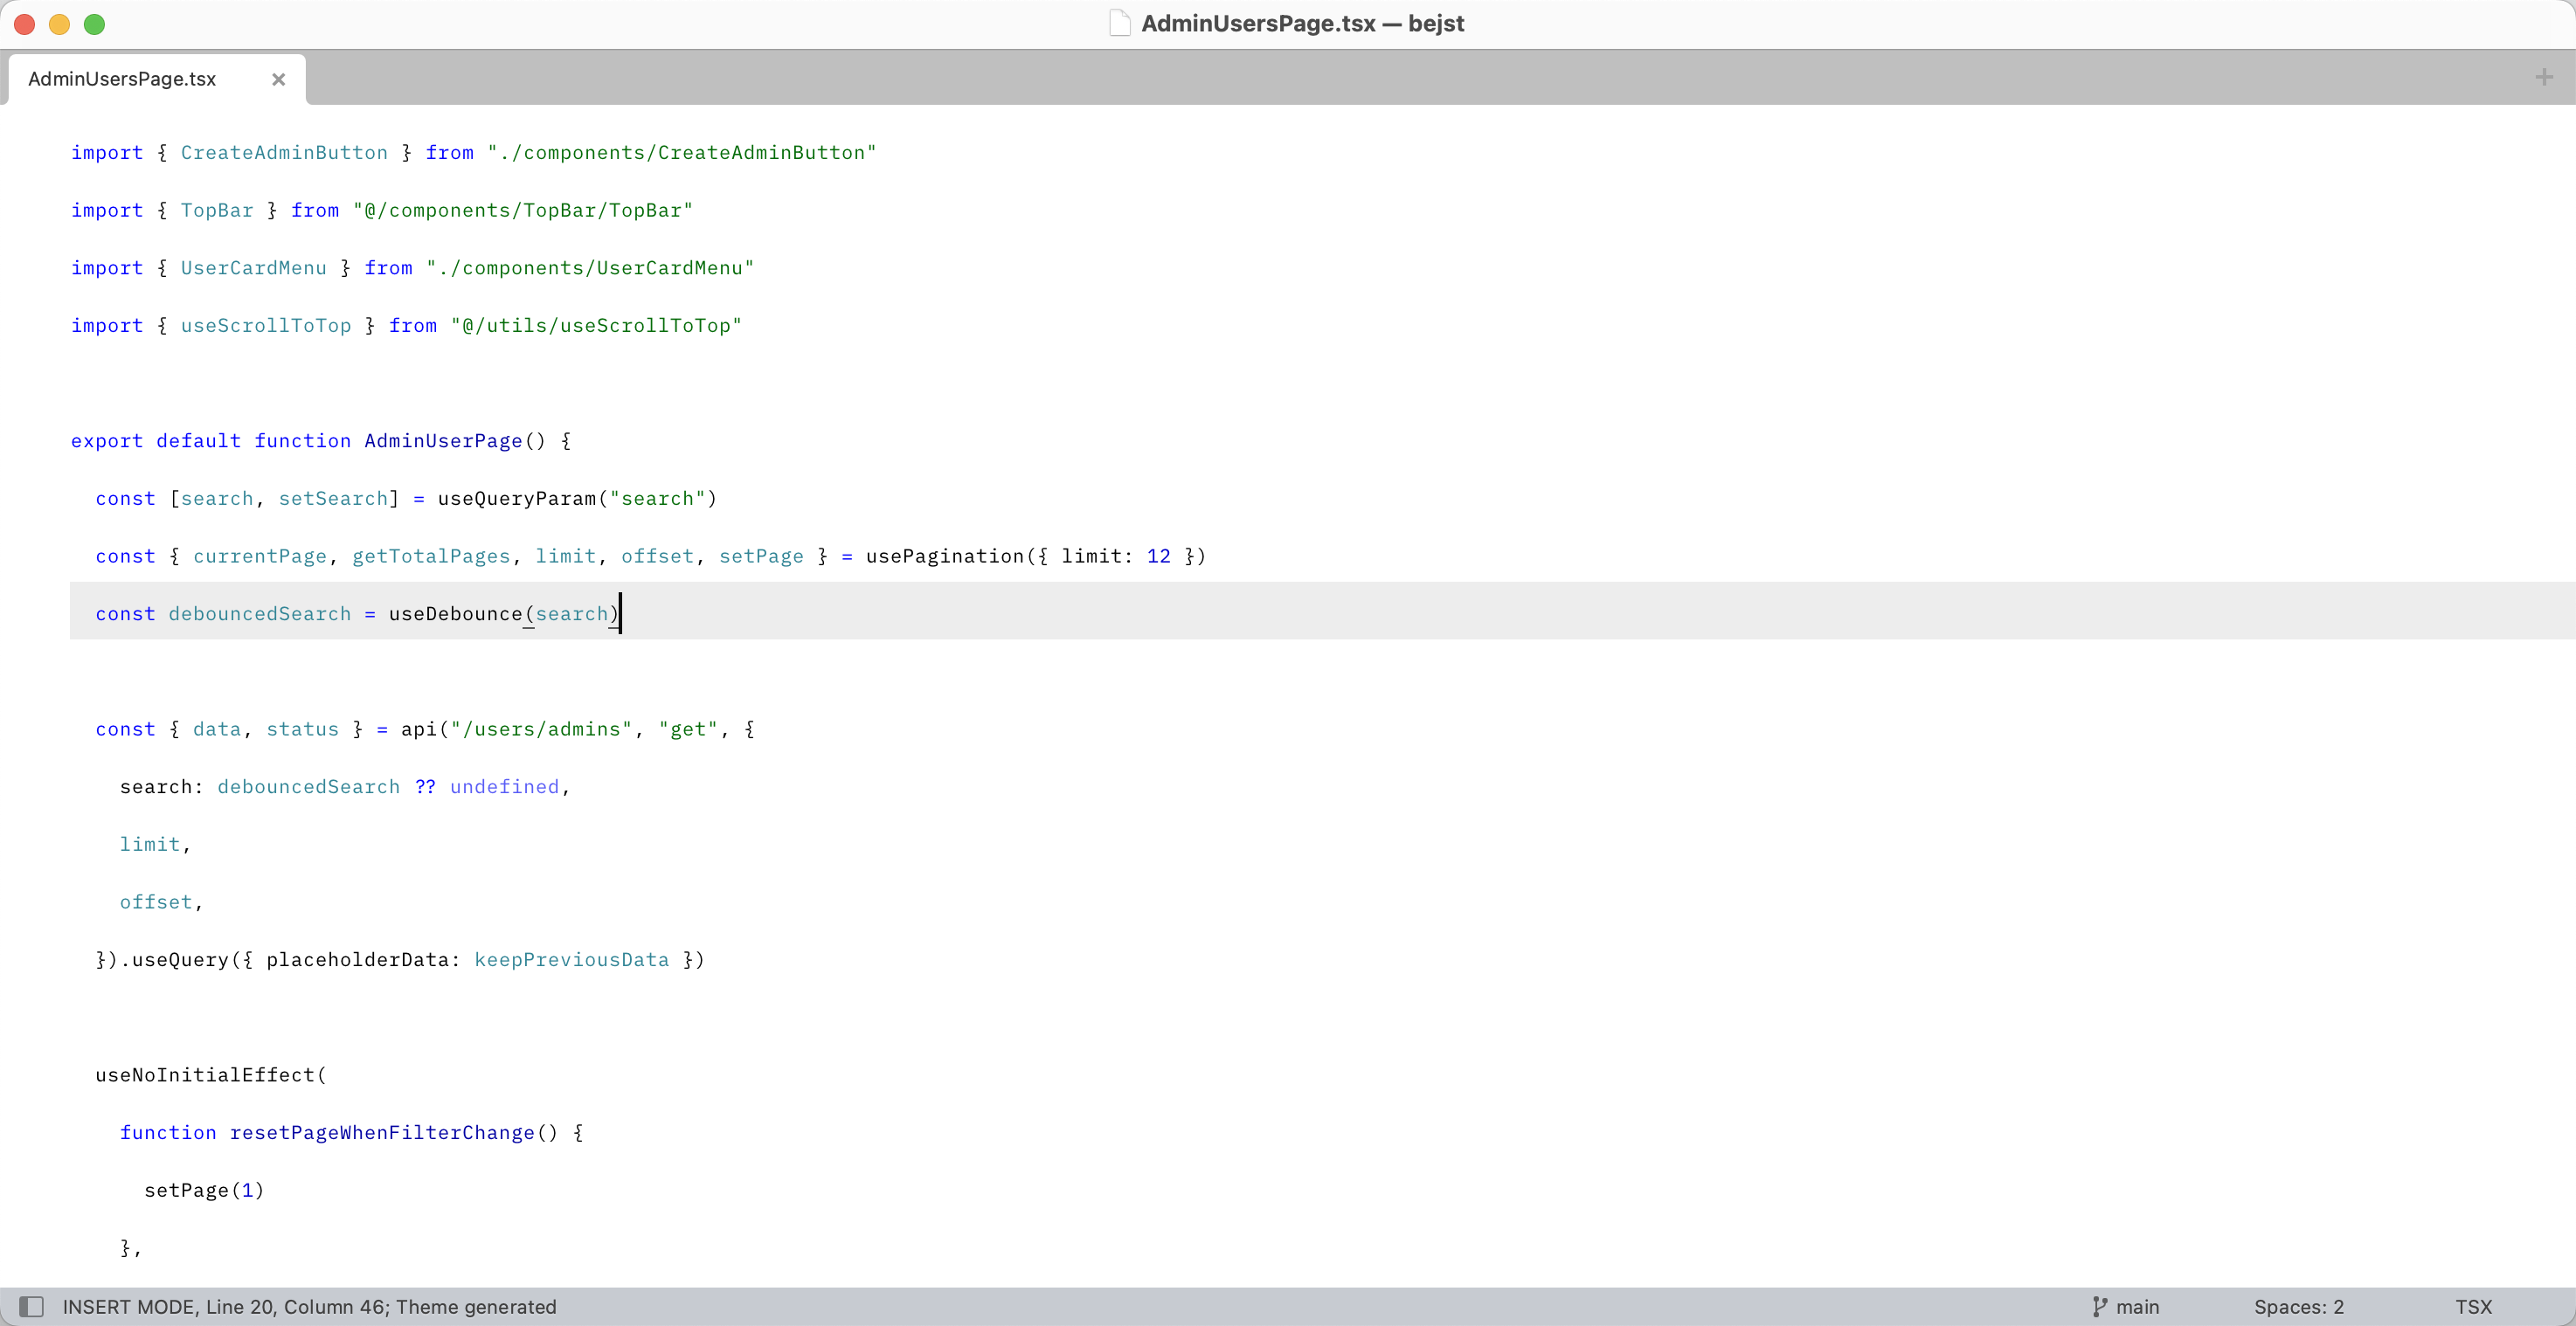 AdminUsersPage.tsx — bejst
AdminUsersPage.tsx
import { CreateAdminButton } from "./components/CreateAdminButton"
import { TopBar } from "@/components/TopBar/TopBar"
import { UserCardMenu } from "./components/UserCardMenu"
import { useScrollToTop } from "@/utils/useScrollToTop"
export default function AdminUserPage() {
const [search, setSearch] = useQueryParam("search")
const { currentPage, getTotalPages, limit, offset, setPage } = usePagination({ limit: 12 })
const debouncedSearch = useDebounce(search)
const { data, status } = api("/users/admins", "get", {
search: debouncedSearch ?? undefined,
limit,
offset,
}).useQuery({ placeholderData: keepPreviousData })
useNoInitialEffect(
function resetPageWhenFilterChange() {
setPage(1)
},
INSERT MODE, Line 20, Column 46; Theme generated
main
Spaces: 2
TSX